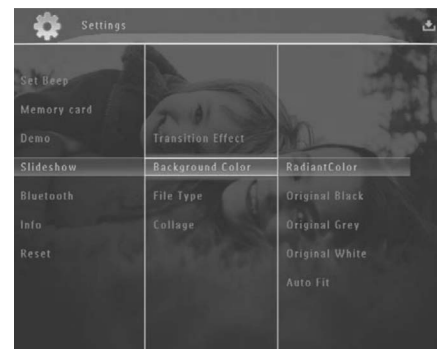 Settings
Set Beep
Memory card
Demo
Slideshow
Bluetooth
Info
Reset
Transition Effect
Background Color
File Type
Collage
RadiantColor
Original Black
Original Grey
Original White
Auto Fit